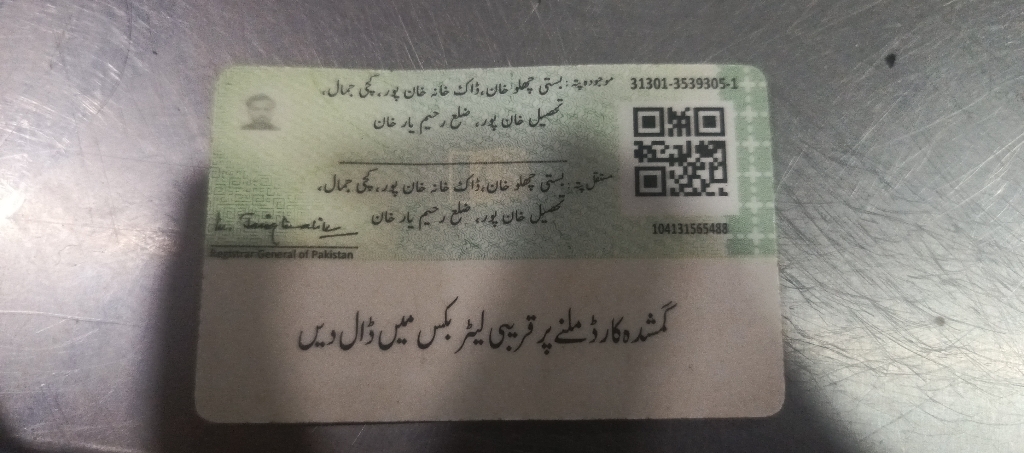 31301-3539305-1
موجودہ پتہ: بستی چھلو خان، ڈاک خانہ خان پور، کچی جمال،
تحصیل خان پور، ضلع رحیم یار خان
مستقل پتہ: بستی چھلو خان، ڈاک خانہ خان پور، کچی جمال،
تحصیل خان پور، ضلع رحیم یار خان
104131565488
Registrar General of Pakistan
گمشدہ کارڈ ملنے پر قریبی لیٹر بکس میں ڈال دیں